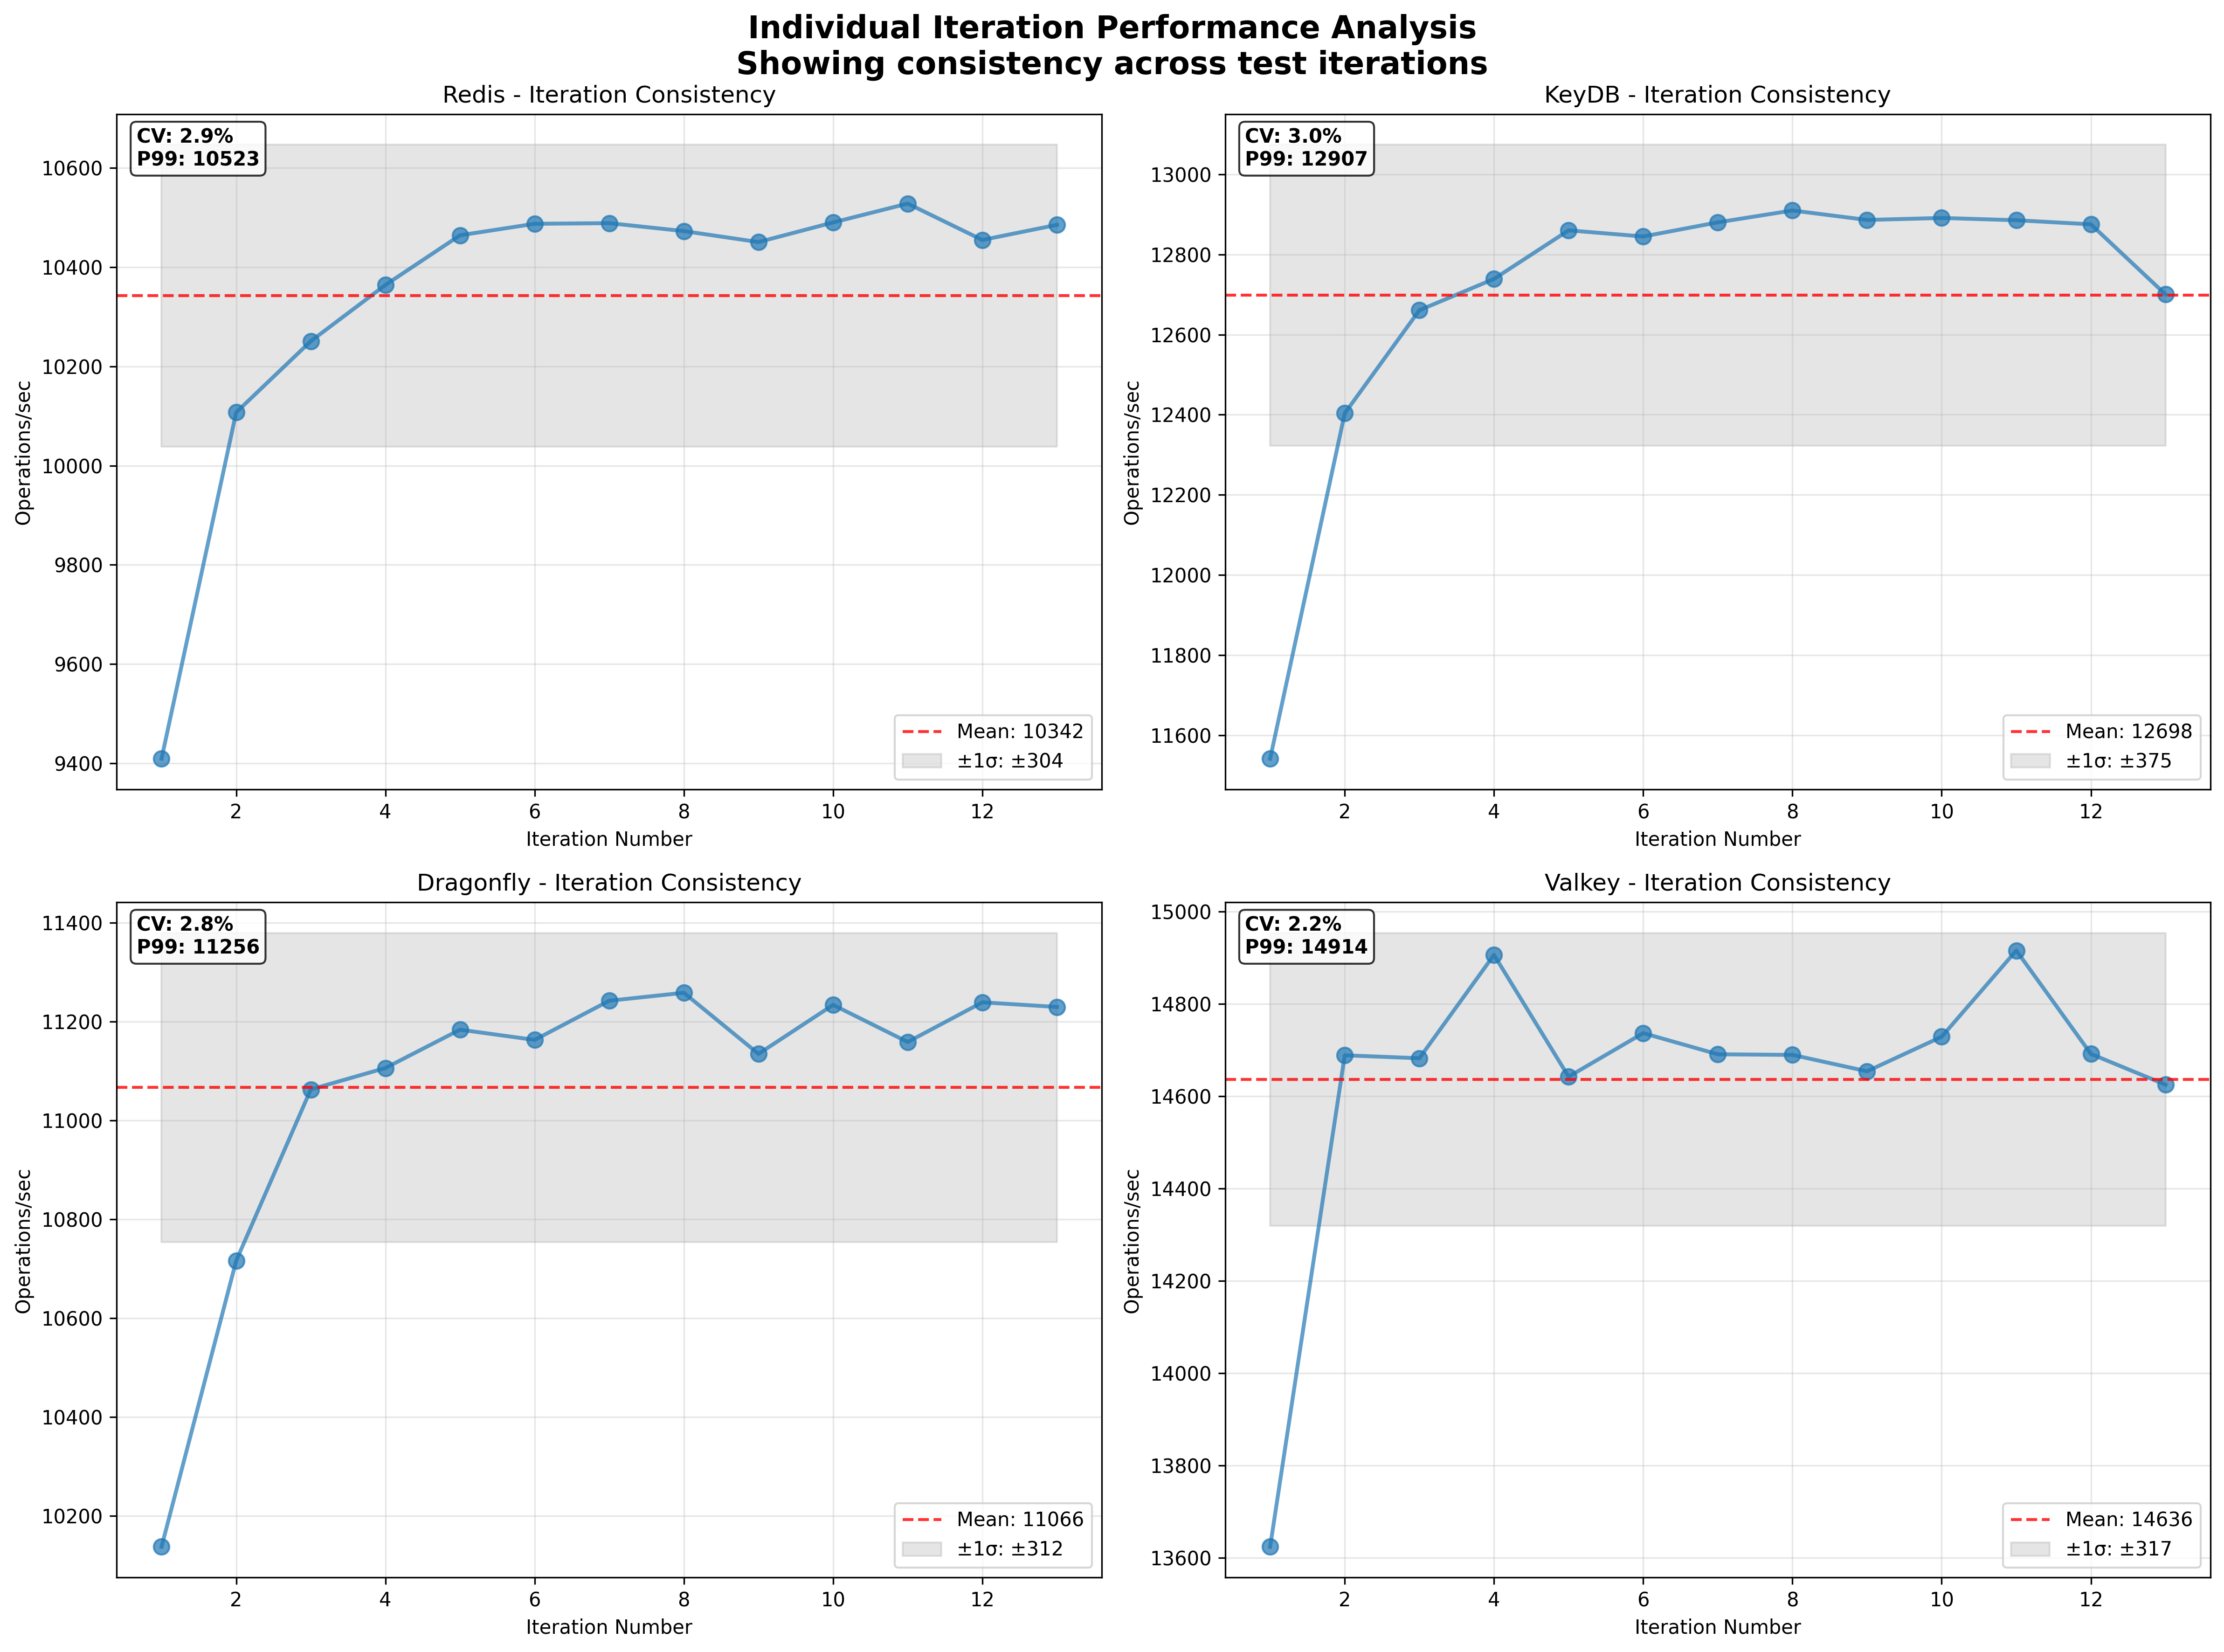 Individual Iteration Performance Analysis
Showing consistency across test iterations
Redis - Iteration Consistency
CV: 2.9%
P99: 10523
10600
10400
10200
10000
9800
9600
9400
Operations/sec
2
4
6
8
10
12
Iteration Number
Mean: 10342
±1σ: ±304
KeyDB - Iteration Consistency
CV: 3.0%
P99: 12907
13000
12800
12600
12400
12200
12000
11800
11600
Operations/sec
2
4
6
8
10
12
Iteration Number
Mean: 12698
±1σ: ±375
Dragonfly - Iteration Consistency
CV: 2.8%
P99: 11256
11400
11200
11000
10800
10600
10400
10200
Operations/sec
2
4
6
8
10
12
Iteration Number
Mean: 11066
±1σ: ±312
Valkey - Iteration Consistency
CV: 2.2%
P99: 14914
15000
14800
14600
14400
14200
14000
13800
13600
Operations/sec
2
4
6
8
10
12
Iteration Number
Mean: 14636
±1σ: ±317